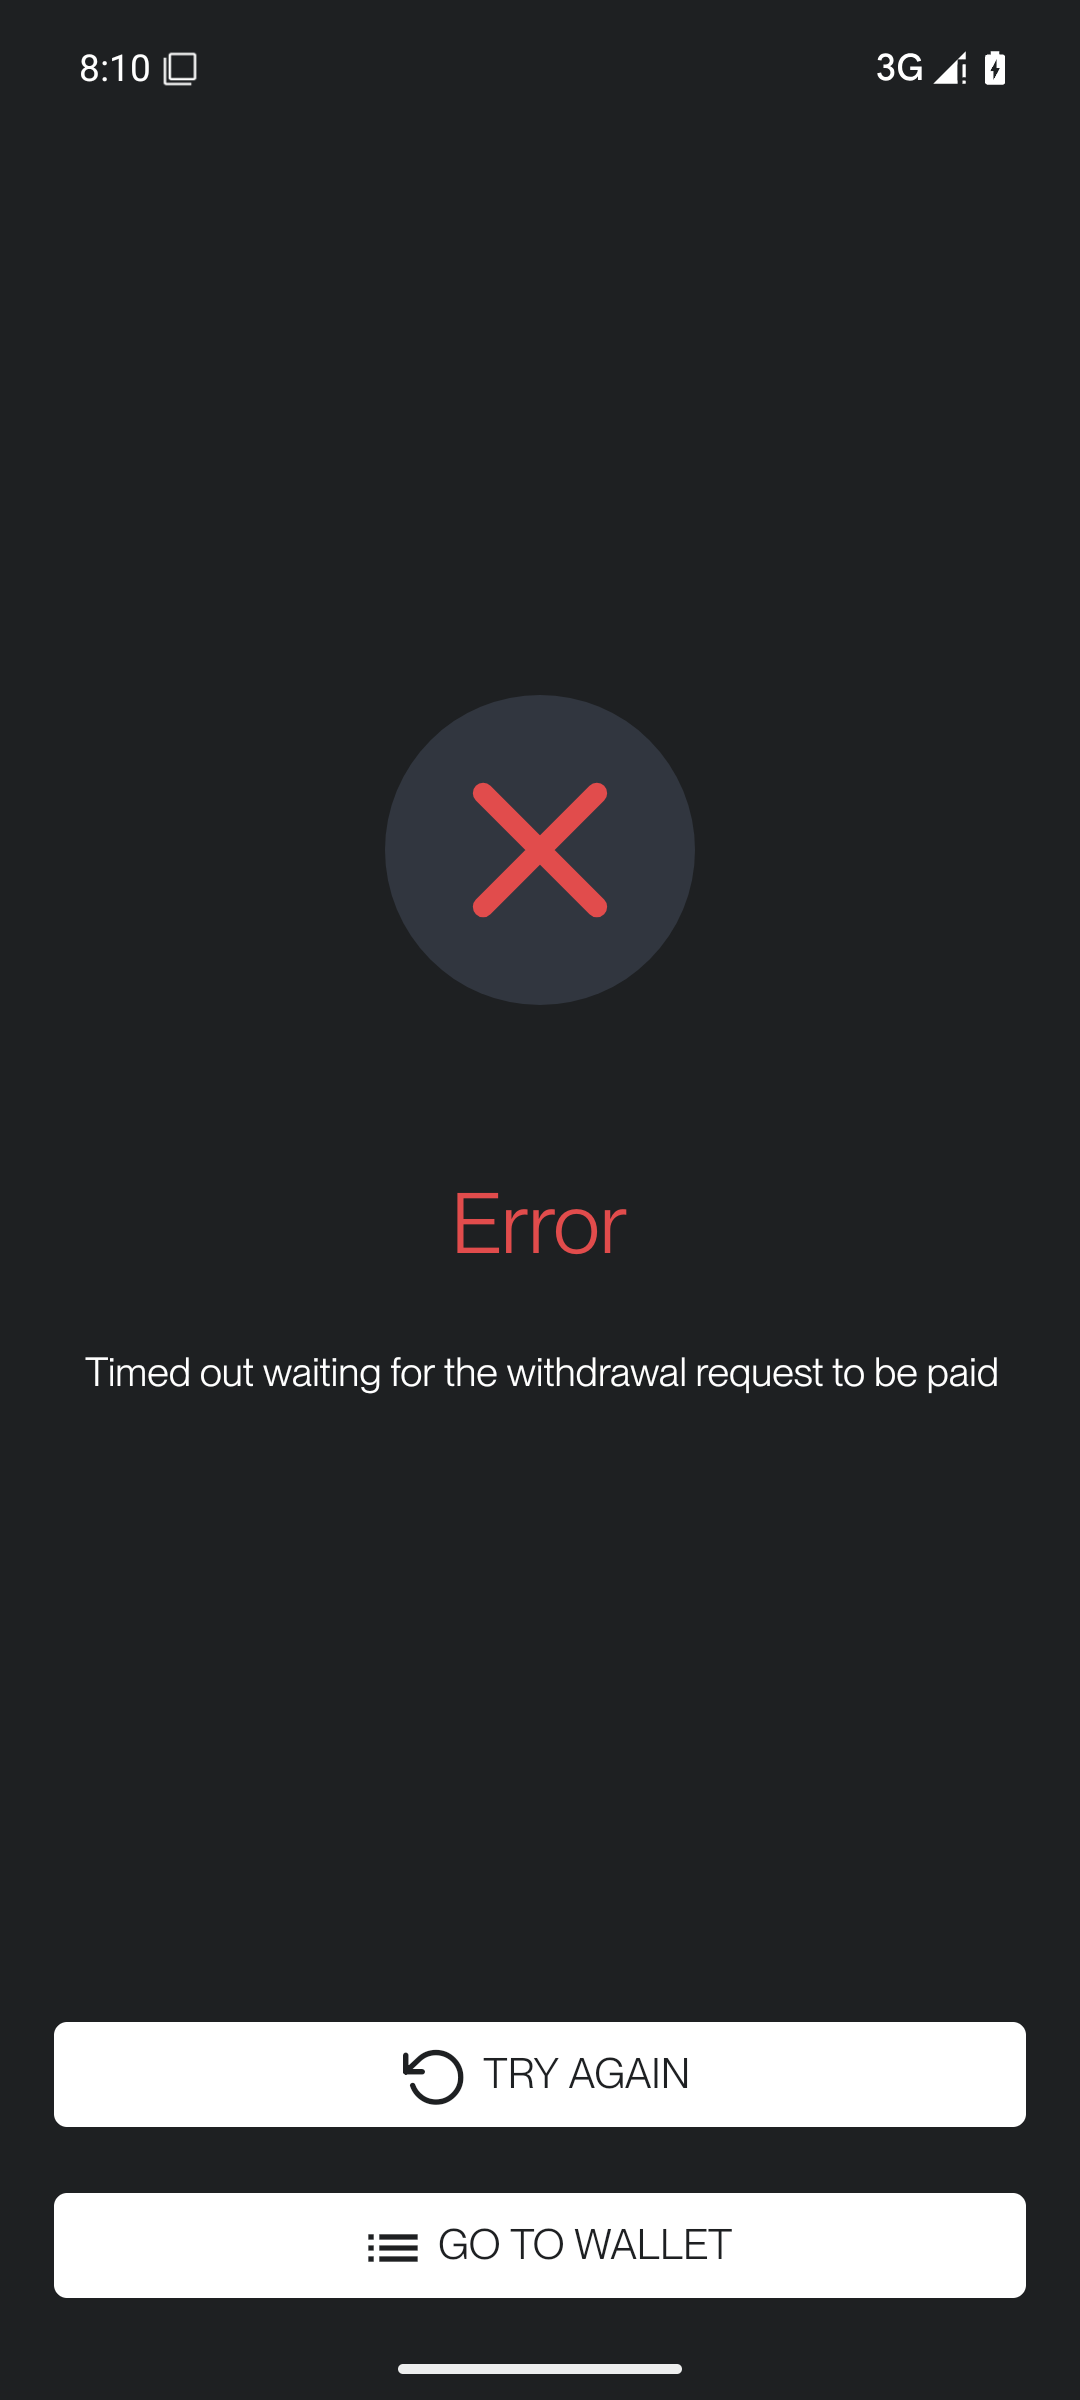 8:10
3G
Error
Timed out waiting for the withdrawal request to be paid
TRY AGAIN
GO TO WALLET